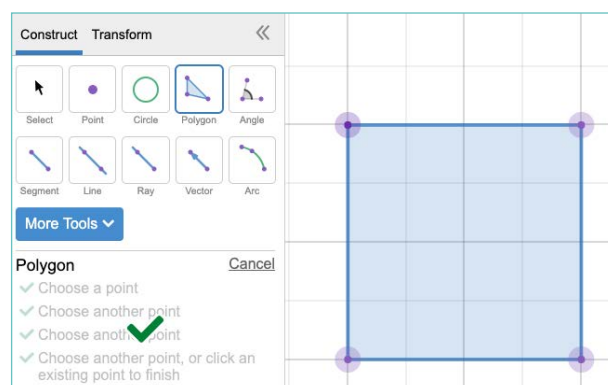 Construct Transform
Select Point Circle Polygon Angle
Segment Line Ray Vector Arc
More Tools
Polygon Cancel
Choose a point
Choose another point
Choose another point
Choose another point, or click an
existing point to finish